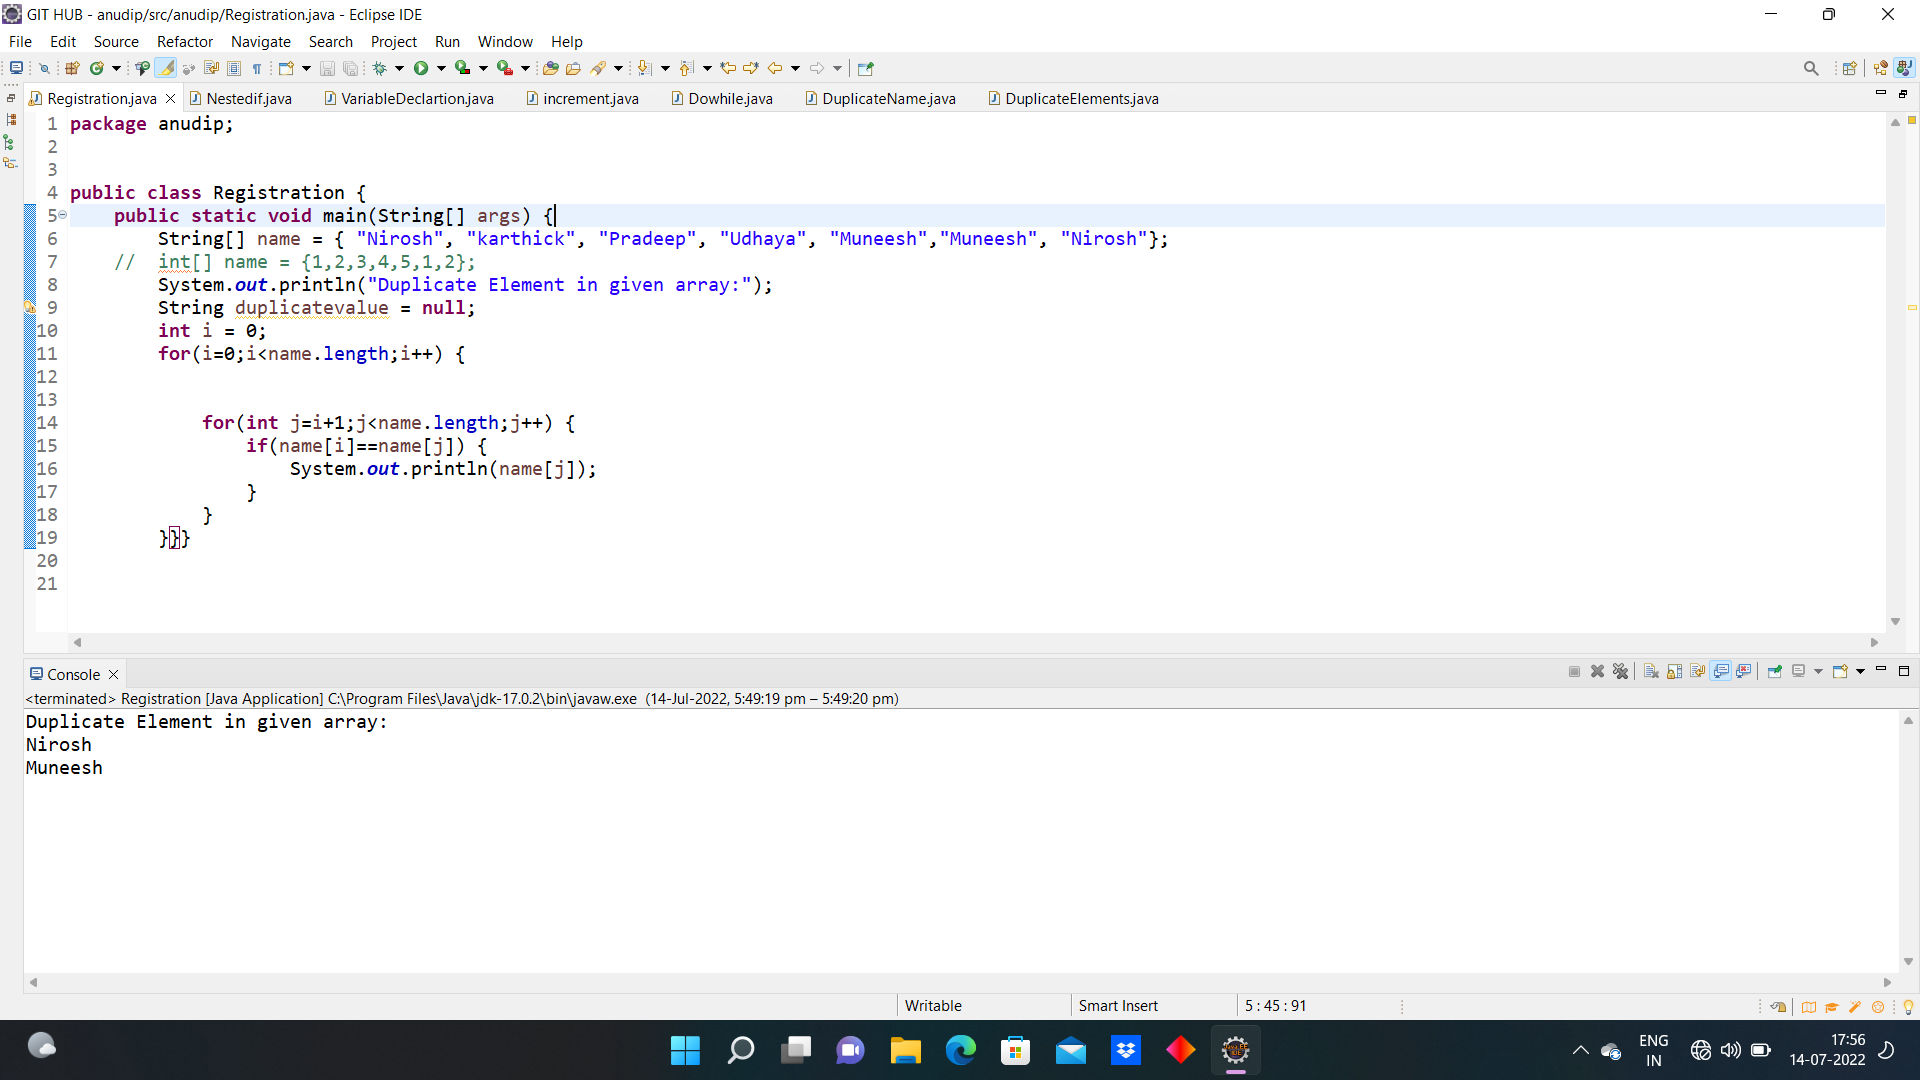 GIT HUB - anudip/src/anudip/Registration.java - Eclipse IDE
File Edit Source Refactor Navigate Search Project Run Window Help
Registration.java Nestedif.java VariableDeclartion.java increment.java Dowhile.java DuplicateName.java DuplicateElements.java
1 package anudip;
2
3
4 public class Registration {
5 public static void main(String[] args) {
6 String[] name = { "Nirosh", "karthick", "Pradeep", "Udhaya", "Muneesh","Muneesh", "Nirosh"};
7 // int[] name = {1,2,3,4,5,1,2};
8 System.out.println("Duplicate Element in given array:");
9 String duplicatevalue = null;
10 int i = 0;
11 for(i=0;i<name.length;i++) {
12
13
14 for(int j=i+1;j<name.length;j++) {
15 if(name[i]==name[j]) {
16 System.out.println(name[j]);
17 }
18 }
19 }}}
20
21
Console
<terminated> Registration [Java Application] C:\Program Files\Java\jdk-17.0.2\bin\javaw.exe (14-Jul-2022, 5:49:19 pm – 5:49:20 pm)
Duplicate Element in given array:
Nirosh
Muneesh
Writable Smart Insert 5 : 45 : 91
ENG
IN
17:56
14-07-2022